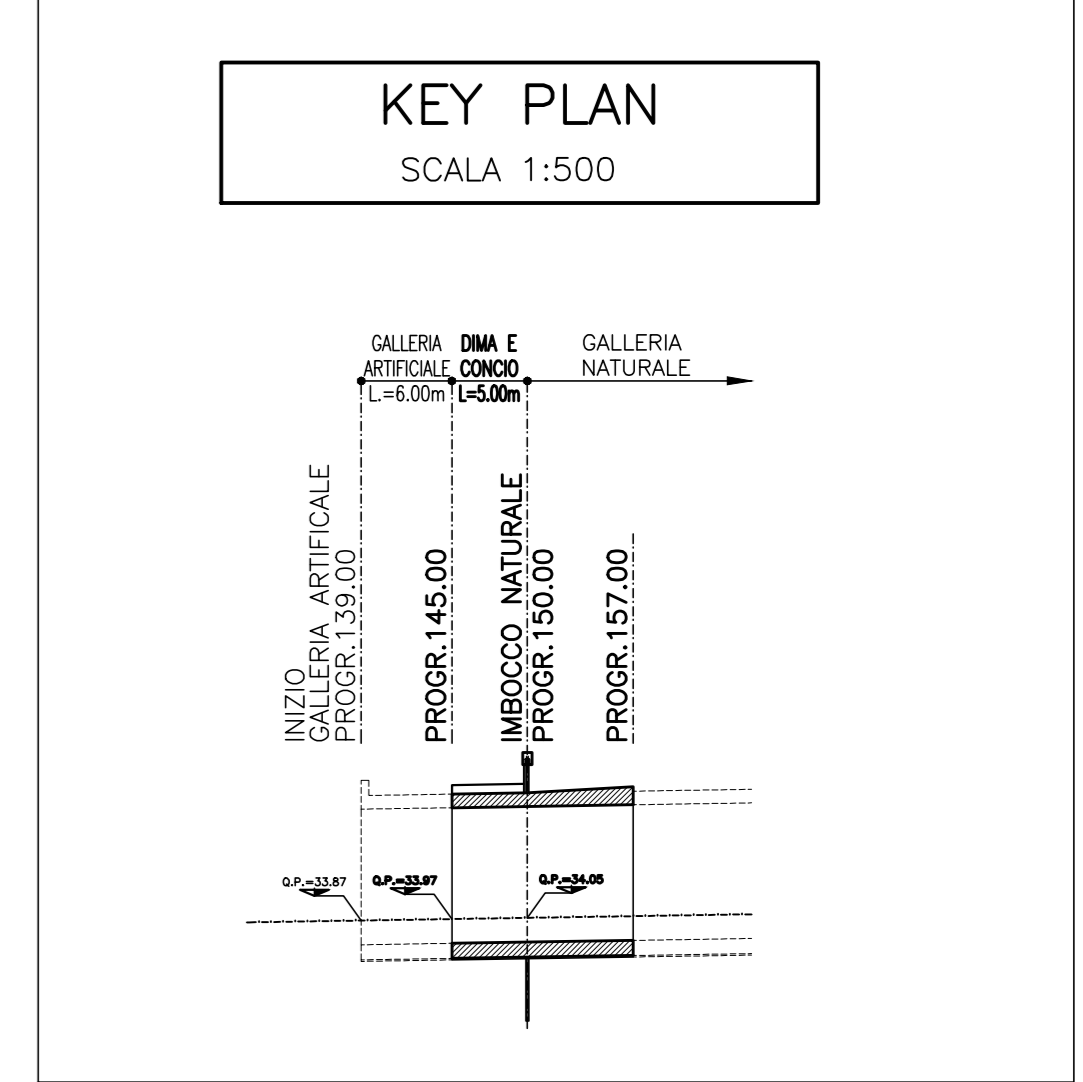 KEY PLAN
SCALA 1:500
GALLERIA
ARTIFICIALE
L.=6.00m
DIMA E
CONCIO
L=5.00m
GALLERIA
NATURALE
INIZIO
GALLERIA ARTIFICALE
PROGR.139.00
PROGR.145.00
IMBOCCO NATURALE
PROGR.150.00
PROGR.157.00
Q.P.=33.87
Q.P.=33.97
Q.P.=34.05